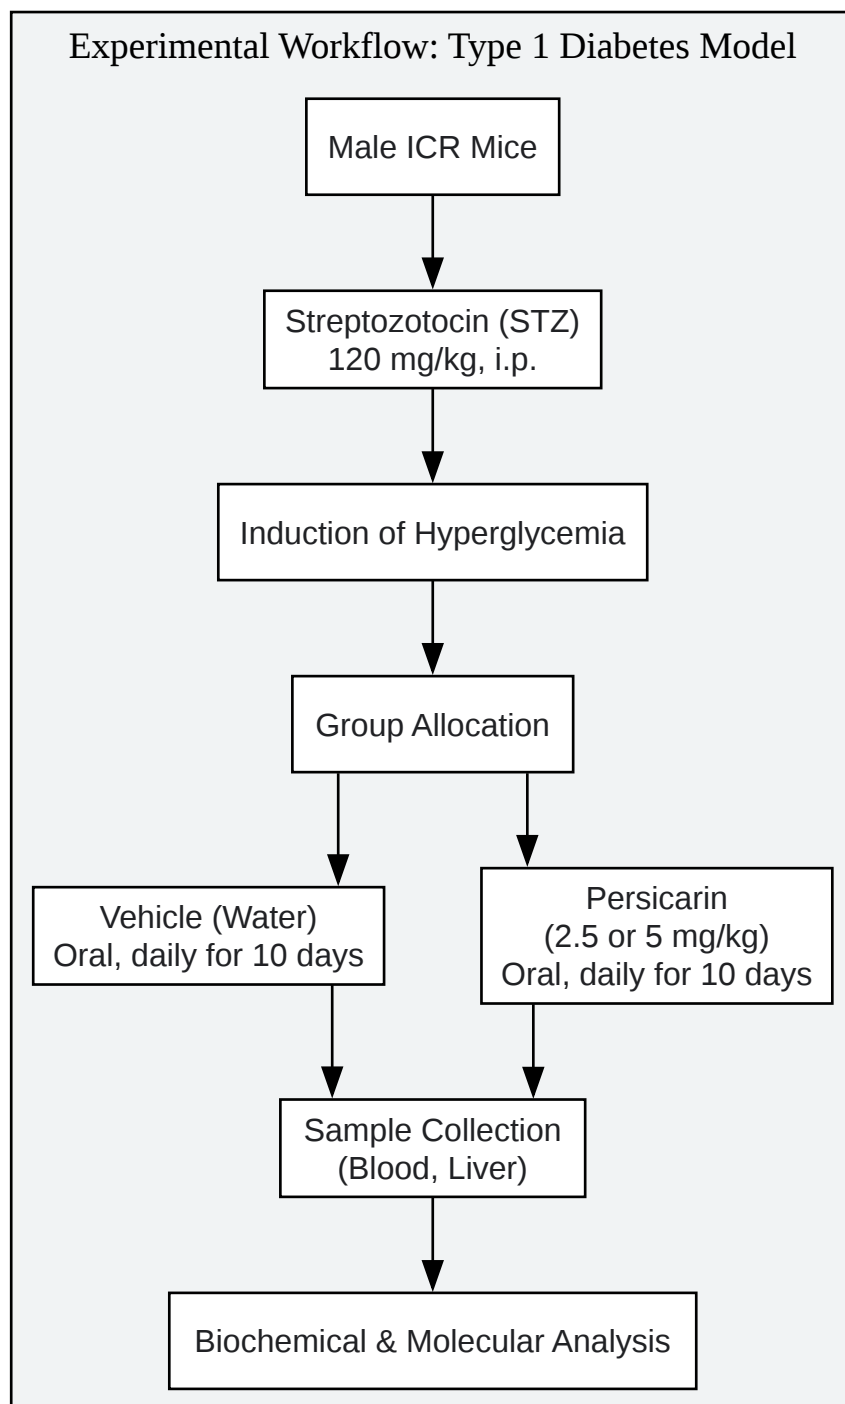 Experimental Workflow: Type 1 Diabetes Model
Male ICR Mice
Streptozotocin (STZ)
120 mg/kg, i.p.
Induction of Hyperglycemia
Group Allocation
Vehicle (Water)
Oral, daily for 10 days
Persicarin
(2.5 or 5 mg/kg)
Oral, daily for 10 days
Sample Collection
(Blood, Liver)
Biochemical & Molecular Analysis